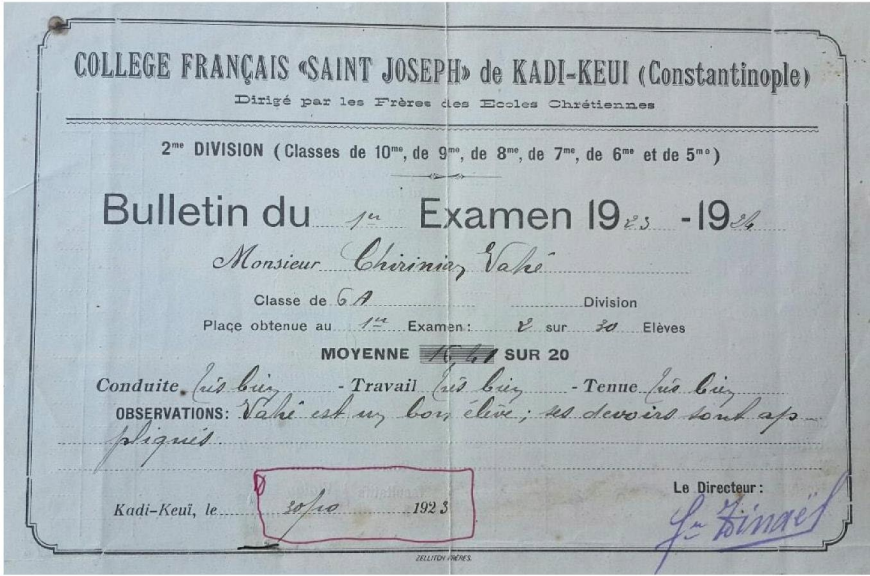 COLLEGE FRANÇAIS «SAINT JOSEPH» de KADI-KEUI (Constantinople)
Dirigé par les Frères des Ecoles Chrétiennes
2me DIVISION (Classes de 10me, de 9me, de 8me, de 7me, de 6me et de 5me)
Bulletin du 1er Examen 1923 - 1924
Monsieur Chirinian Vahé
Classe de 6A Division
Place obtenue au 1er Examen: 2 sur 30 Elèves
MOYENNE SUR 20
Conduite très bien - Travail très bien - Tenue très bien
OBSERVATIONS: Vahé est un bon élève; ses devoirs sont ap-
pliqués
Le Directeur:
Kadi-Keuï, le 30/10 1923
ZELLITCH FRÈRES.